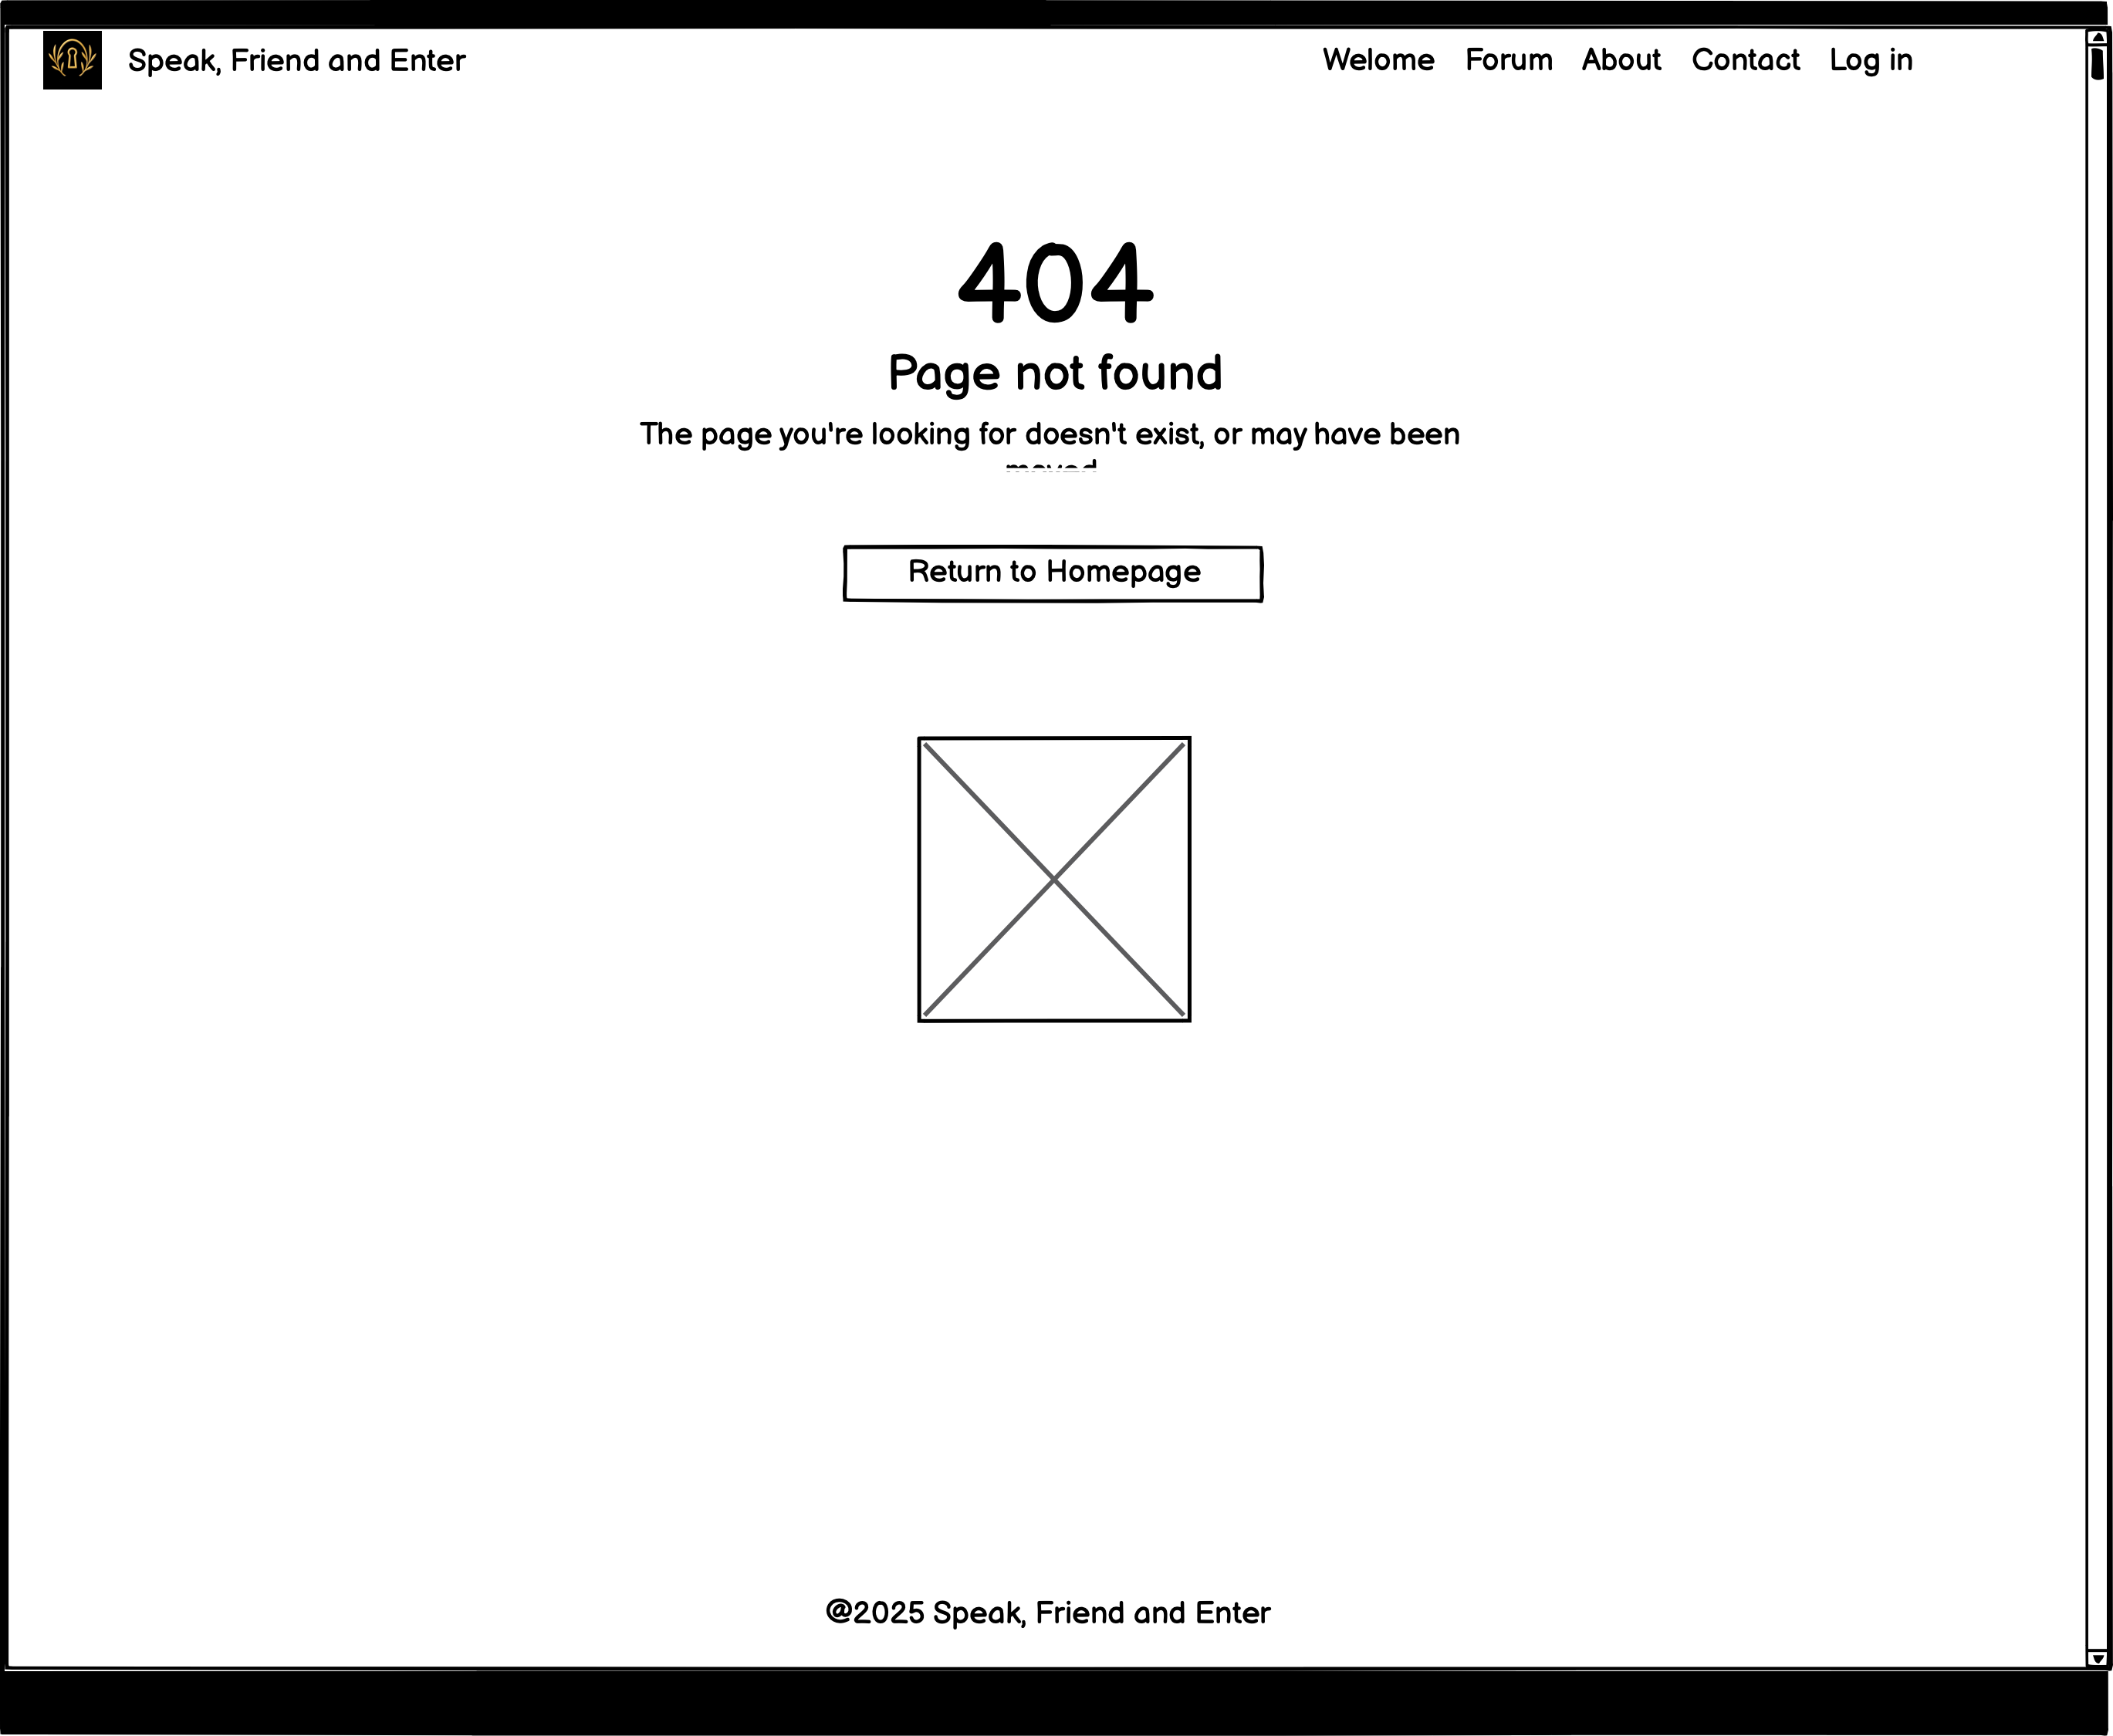 Speak, Friend and Enter
Welome Forum About Contact Log in
404
Page not found
The page you're looking for doesn't exist, or may have been
moved
Return to Homepage
@2025 Speak, Friend and Enter